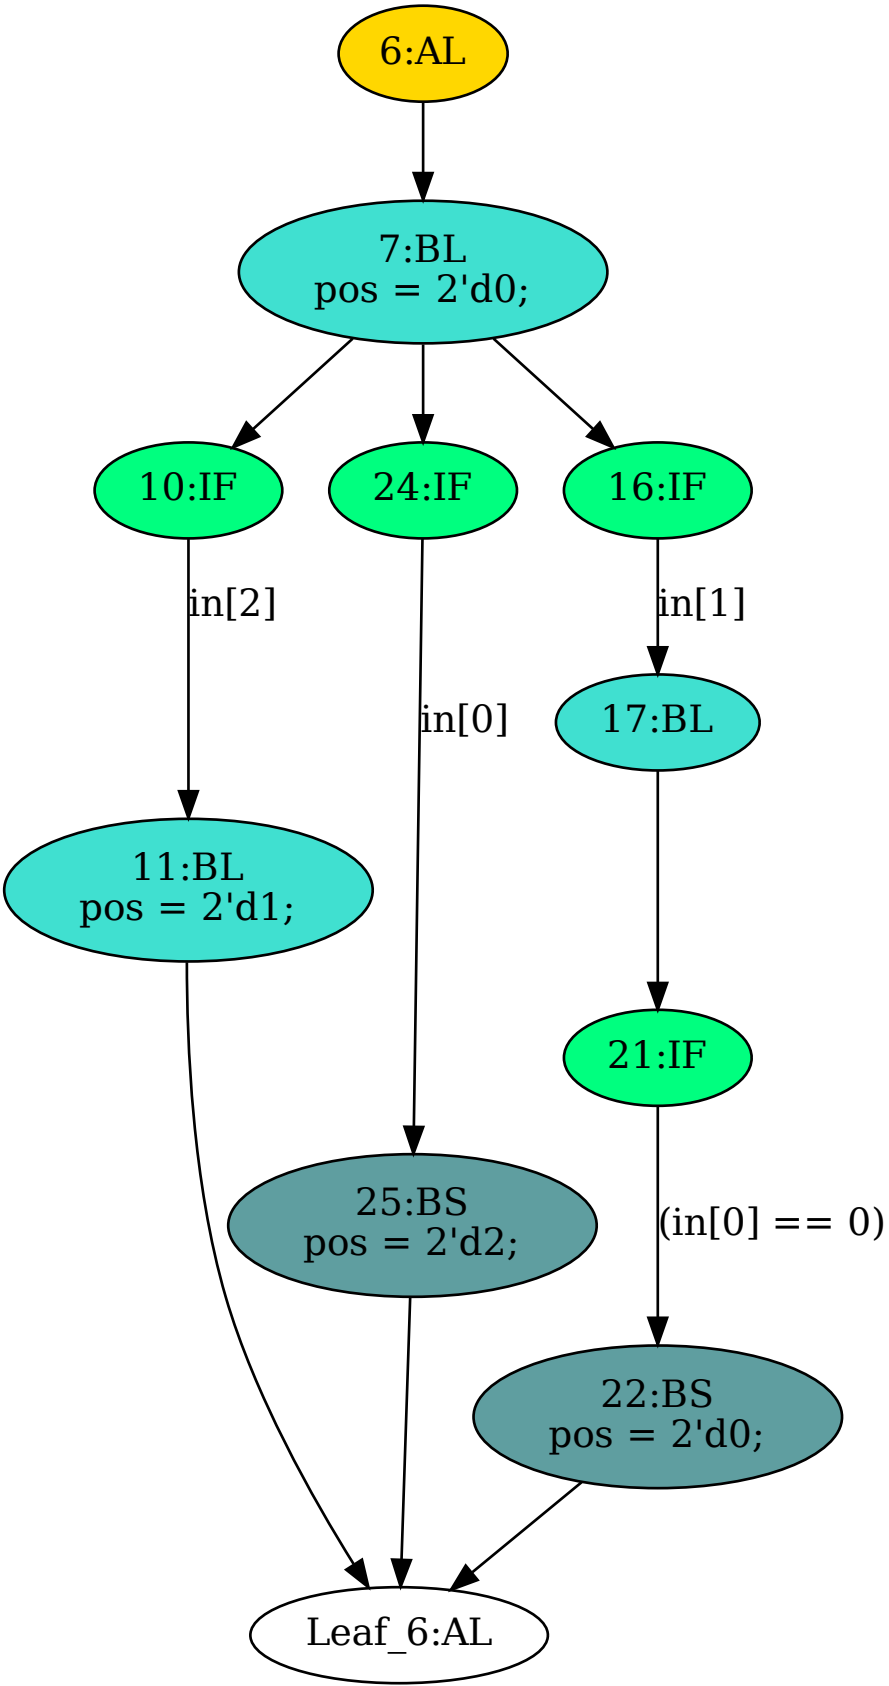 6:AL
7:BL
pos = 2'd0;
10:IF
24:IF
16:IF
in[2]
in[1]
in[0]
17:BL
11:BL
pos = 2'd1;
21:IF
25:BS
pos = 2'd2;
(in[0] == 0)
22:BS
pos = 2'd0;
Leaf_6:AL